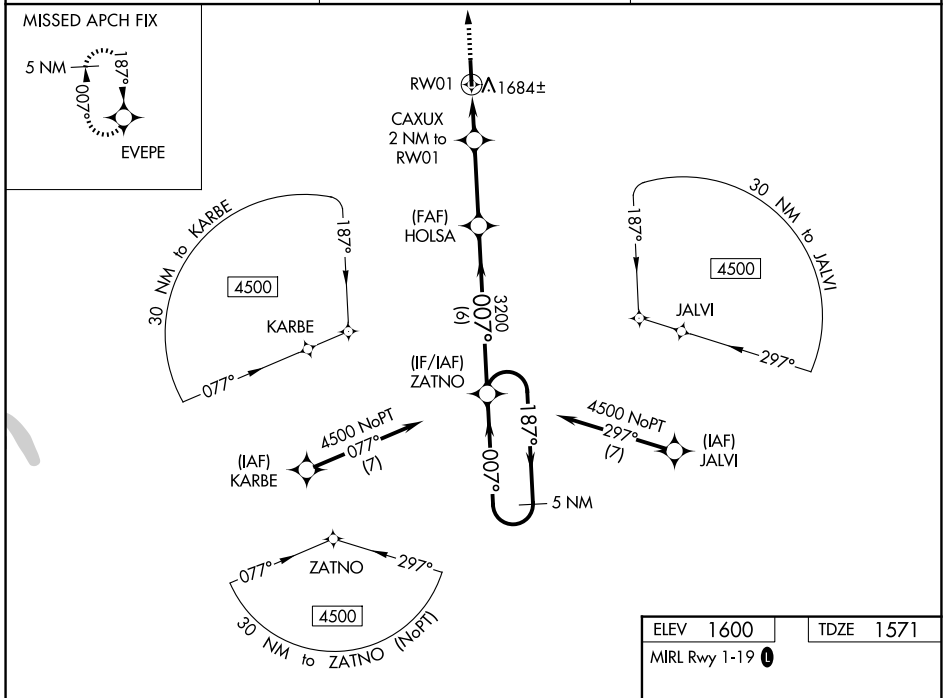 MISSED APCH FIX
5 NM
187°
007°
EVEPE
RW01
1684±
CAXUX
2 NM to
RW01
(FAF)
HOLSA
3200
007°
(6)
(IF/IAF)
ZATNO
187°
007°
5 NM
30 NM to KARBE
187°
4500
KARBE
077°
30 NM to JALVI
187°
4500
JALVI
297°
4500 NoPT
077°
(7)
(IAF)
KARBE
4500 NoPT
297°
(7)
(IAF)
JALVI
077°
ZATNO
297°
4500
30 NM to ZATNO (NoPT)
ELEV 1600
TDZE 1571
MIRL Rwy 1-19 L